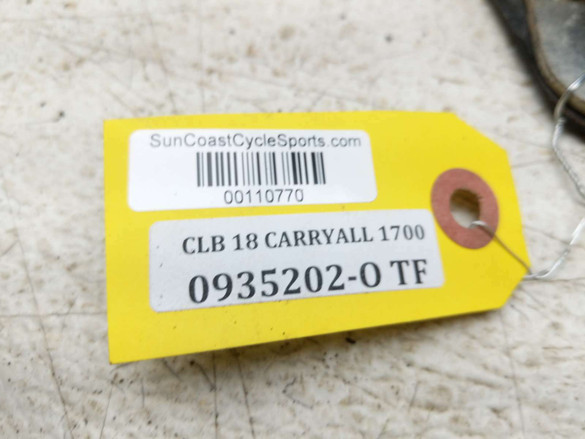 SunCoastCycleSports.com
00110770
CLB 18 CARRYALL 1700
0935202-O TF